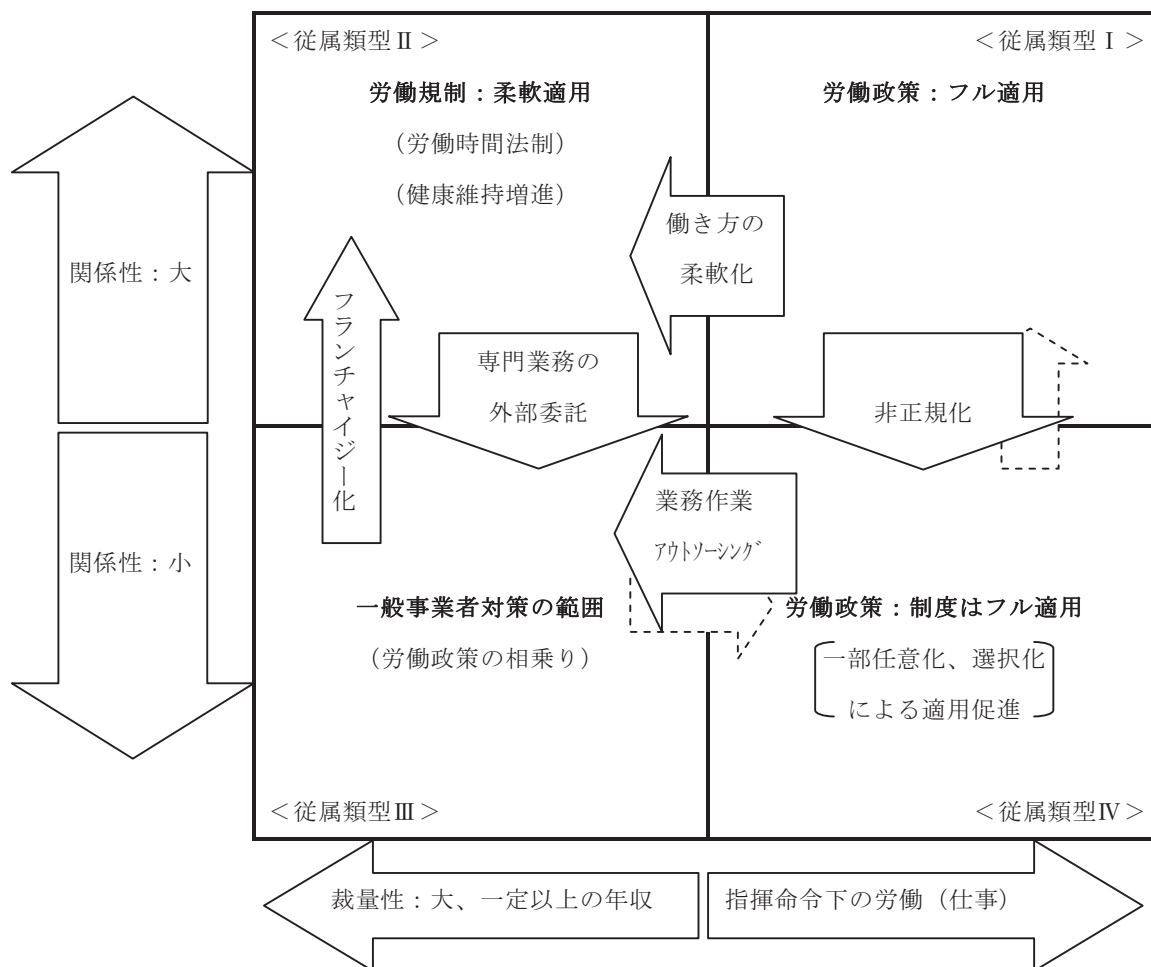 ＜従属類型Ⅱ＞
＜従属類型Ⅰ＞
労働規制：柔軟適用
労働政策：フル適用
（労働時間法制）
（健康維持増進）
働き方の
柔軟化
関係性：大
フランチャイジー化
専門業務の
外部委託
非正規化
業務作業
ｱｳﾄｿｰｼﾝｸﾞ
関係性：小
一般事業者対策の範囲
（労働政策の相乗り）
労働政策：制度はフル適用
一部任意化、選択化
による適用促進
＜従属類型Ⅲ＞
＜従属類型Ⅳ＞
裁量性：大、一定以上の年収
指揮命令下の労働（仕事）